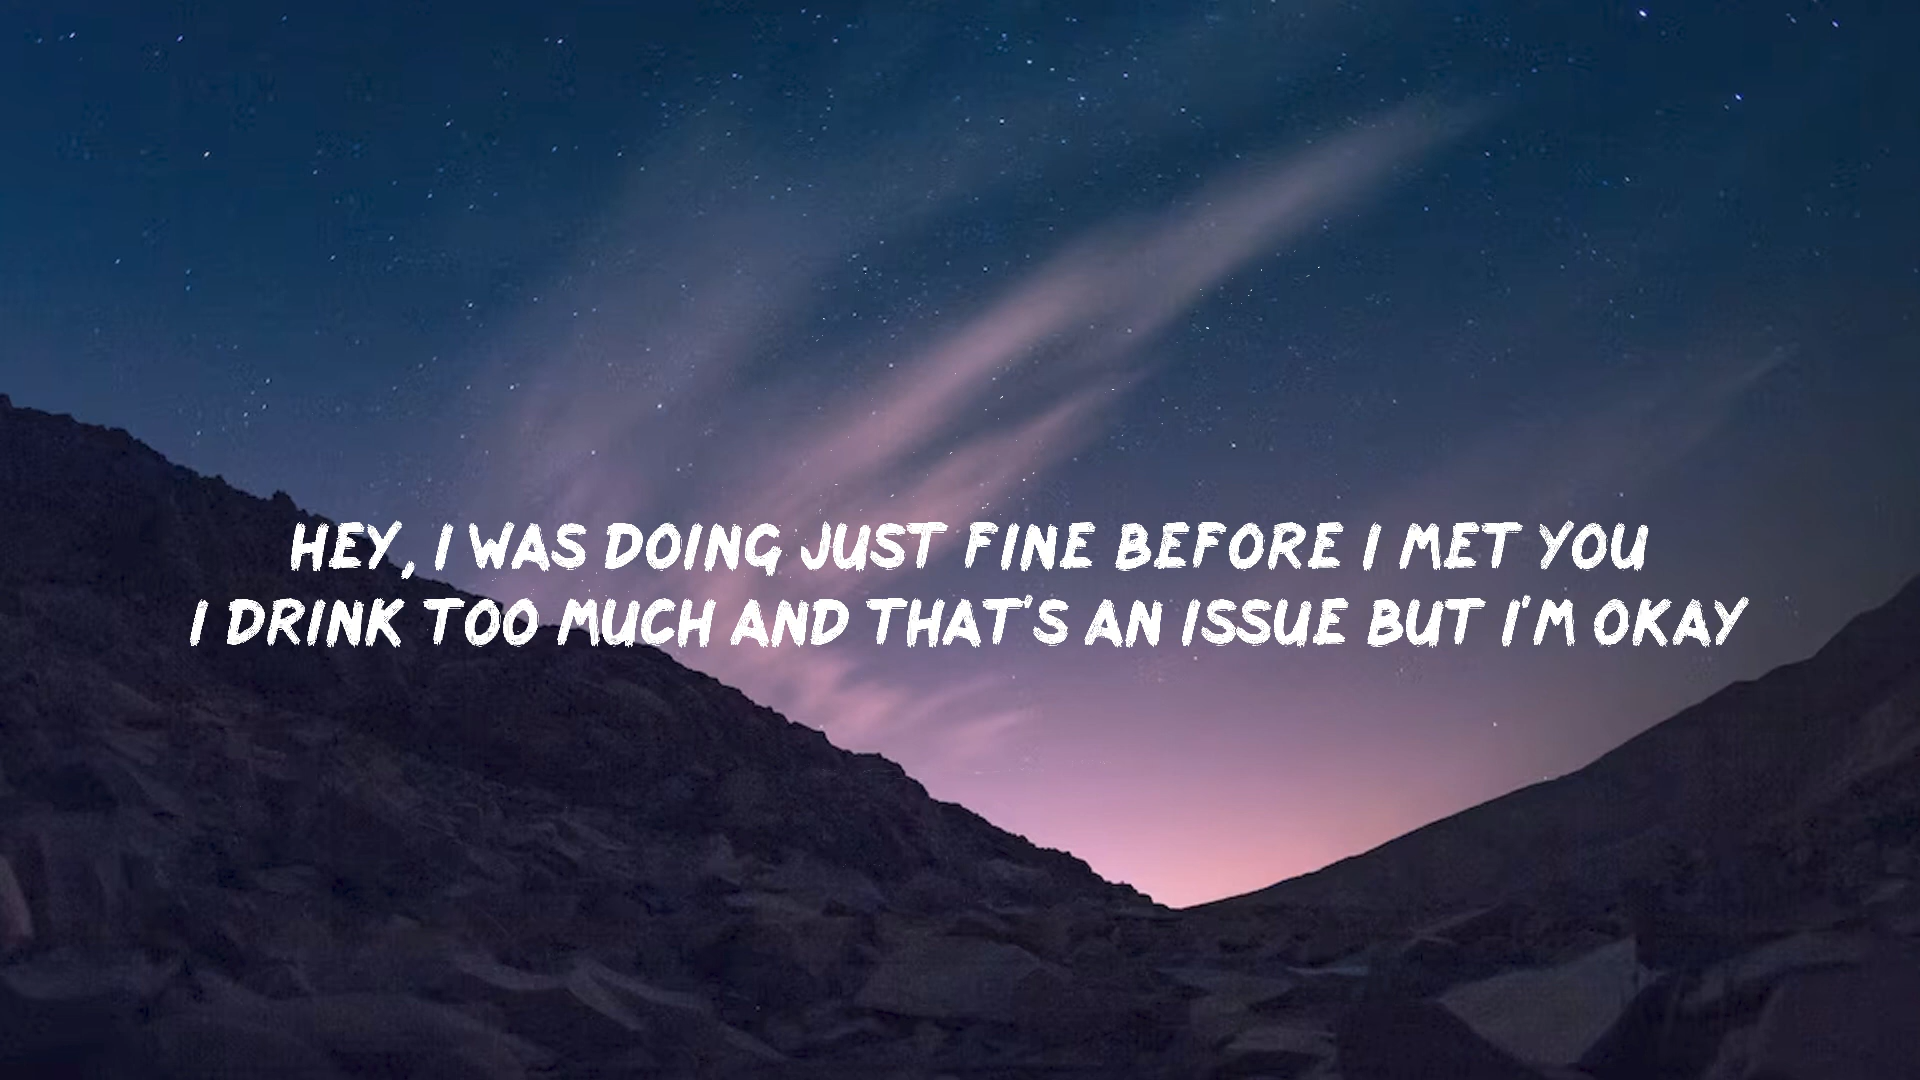 HEY, I WAS DOING JUST FINE BEFORE I MET YOU
I DRINK TOO MUCH AND THAT'S AN ISSUE BUT I'M OKAY